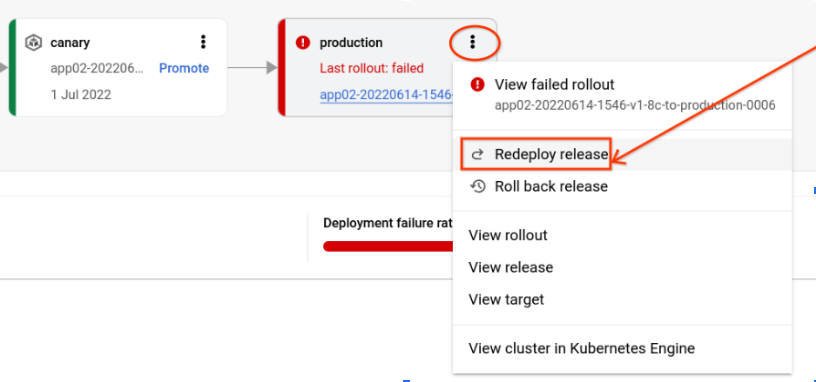 canary
app02-202206... Promote
1 Jul 2022
production
Last rollout: failed
app02-20220614-1546-
View failed rollout
app02-20220614-1546-v1-8c-to-production-0006
Redeploy release
Roll back release
Deployment failure rat
View rollout
View release
View target
View cluster in Kubernetes Engine